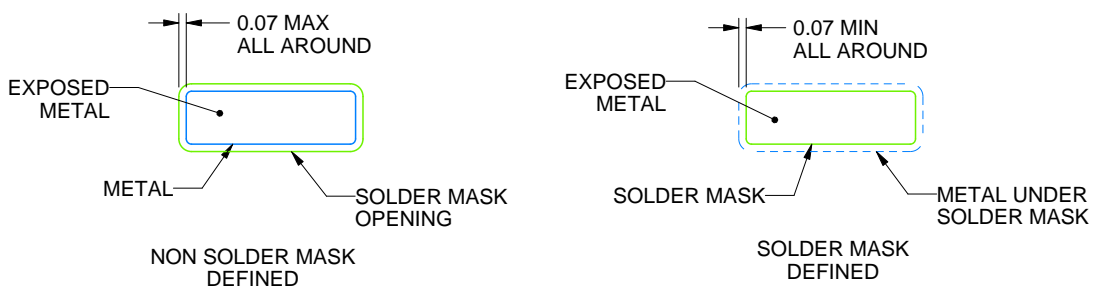 0.07 MAX
ALL AROUND
EXPOSED
METAL
METAL
SOLDER MASK
OPENING
NON SOLDER MASK
DEFINED
0.07 MIN
ALL AROUND
EXPOSED
METAL
SOLDER MASK
METAL UNDER
SOLDER MASK
SOLDER MASK
DEFINED